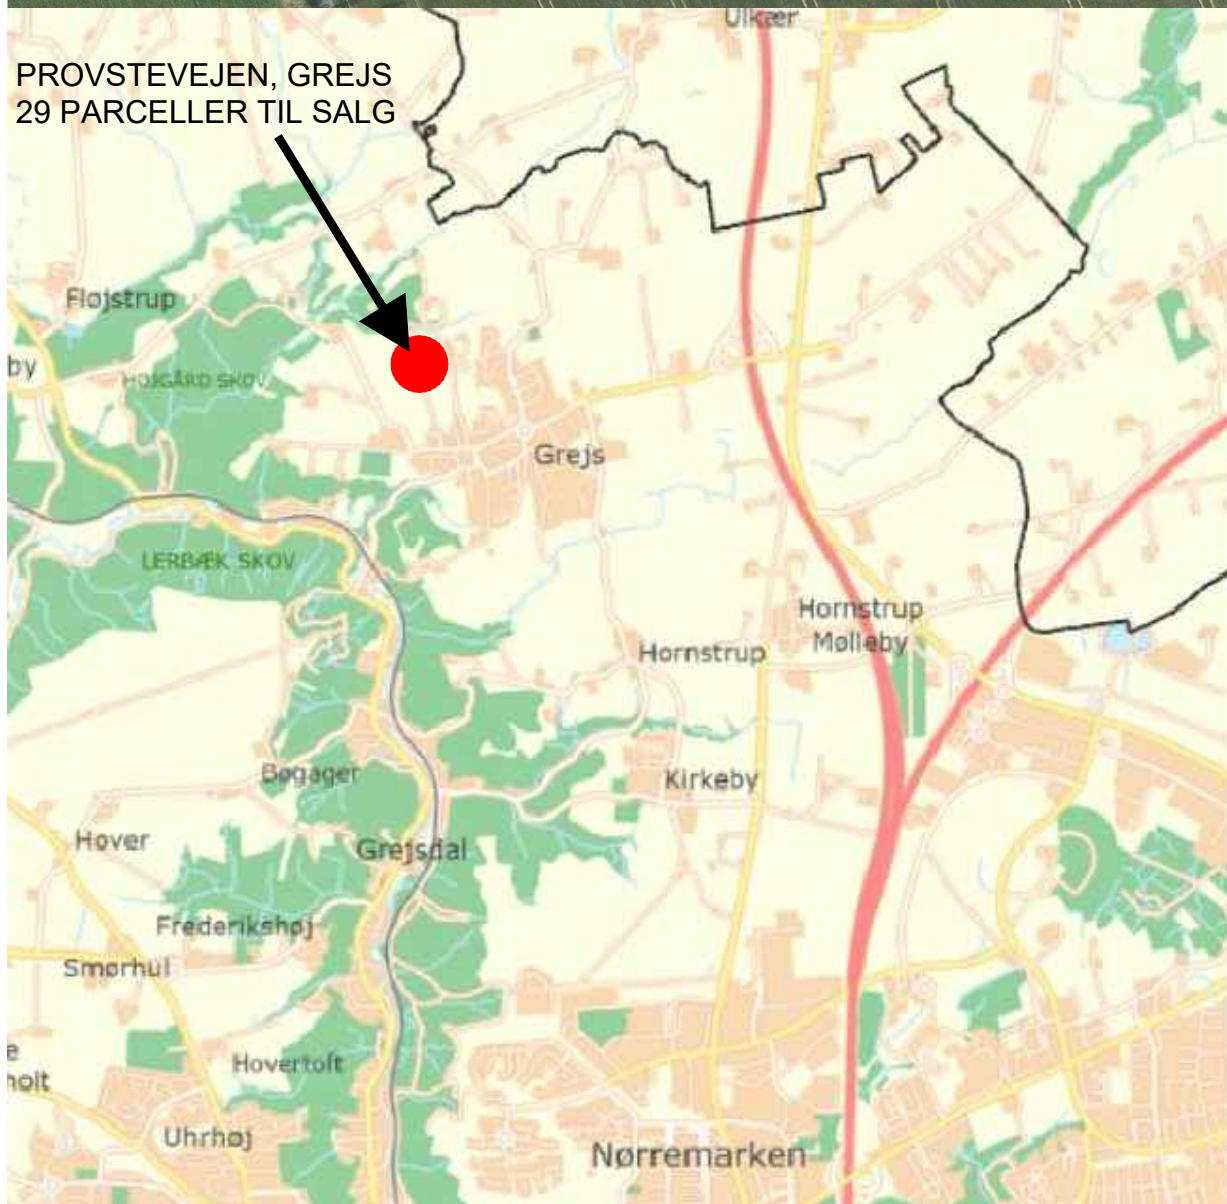 Ulkær
PROVSTEVEJEN, GREJS
29 PARCELLER TIL SALG
Fløjstrup
by
HØJGÅRD SKOV
Grejs
LERBÆK SKOV
Hornstrup
Mølleby
Hornstrup
Bøgager
Kirkeby
Hover
Grejsdal
Frederikshøj
Smørhul
e
holt
Hovertoft
Uhrhøj
Nørremarken